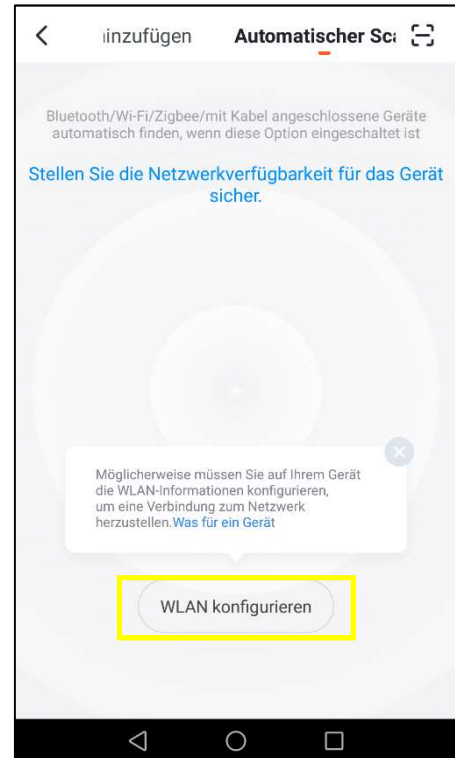 inzufügen Automatischer Sc
Bluetooth/Wi-Fi/Zigbee/mit Kabel angeschlossene Geräte
automatisch finden, wenn diese Option eingeschaltet ist
Stellen Sie die Netzwerkverfügbarkeit für das Gerät
sicher.
Möglicherweise müssen Sie auf Ihrem Gerät
die WLAN-Informationen konfigurieren,
um eine Verbindung zum Netzwerk
herzustellen.Was für ein Gerät
WLAN konfigurieren